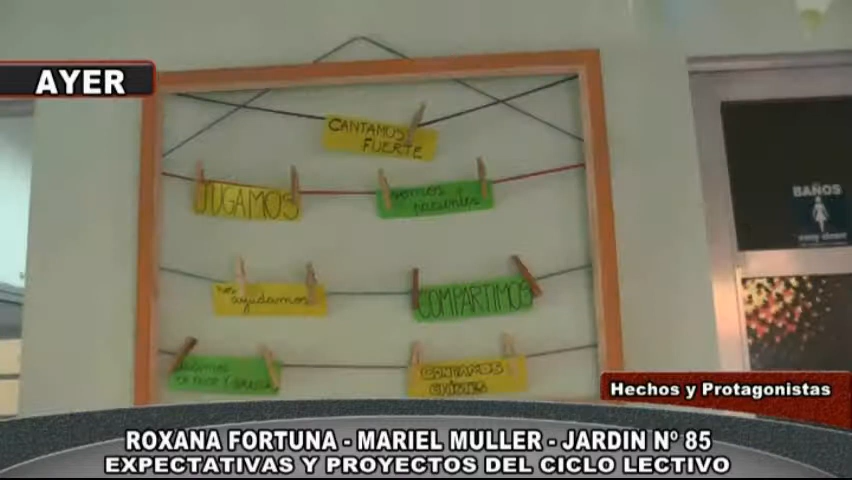 AYER
CANTAMOS
FUERTE
JUGAMOS
somos
pacientes
nos
ayudamos
COMPARTIMOS
CONTAMOS
CHISTES
BAÑOS
Hechos y Protagonistas
ROXANA FORTUNA - MARIEL MULLER - JARDIN Nº 85
EXPECTATIVAS Y PROYECTOS DEL CICLO LECTIVO